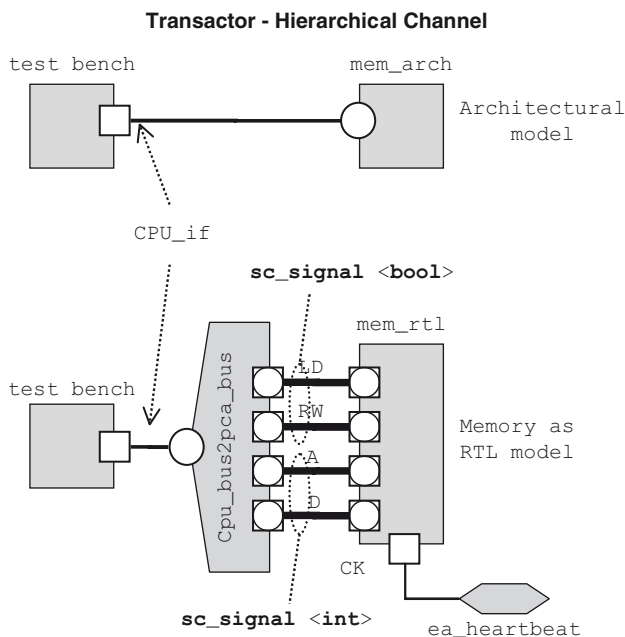 Transactor - Hierarchical Channel
test bench
mem_arch
Architectural
model
CPU_if
sc_signal <bool>
mem_rtl
test bench
Cpu_bus2pca_bus
LD
RW
A
D
Memory as
RTL model
CK
sc_signal <int>
ea_heartbeat